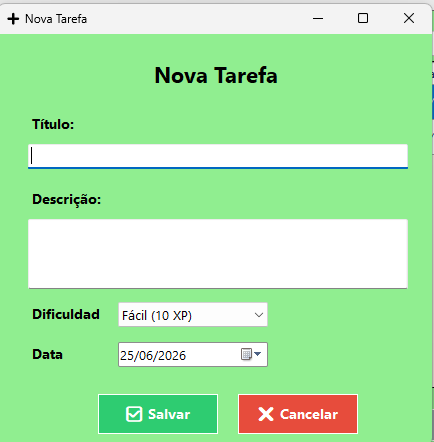 Nova Tarefa
Nova Tarefa
Título:
Descrição:
Dificuldad
Fácil (10 XP)
Data
25/06/2026
Salvar
Cancelar